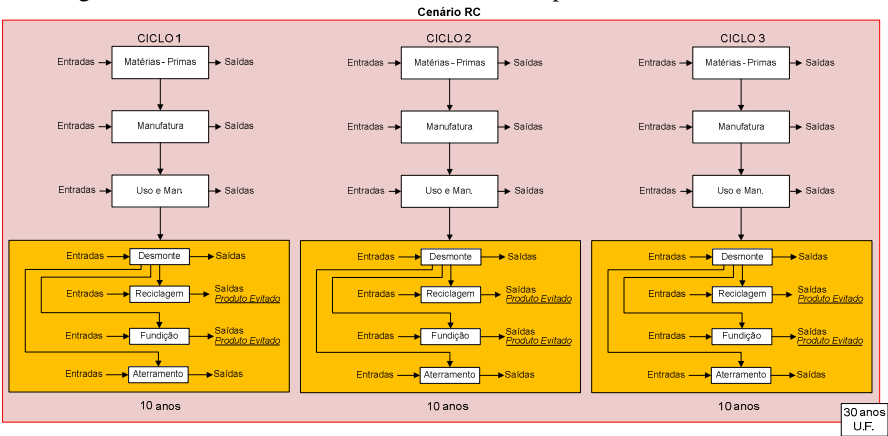 Cenário RC
CICLO 1
Entradas
Matérias - Primas
Saídas
Entradas
Manufatura
Saídas
Entradas
Uso e Man.
Saídas
Entradas
Desmonte
Saídas
Entradas
Reciclagem
Saídas
Produto Evitado
Entradas
Fundição
Saídas
Produto Evitado
Entradas
Aterramento
Saídas
10 anos
CICLO 2
Entradas
Matérias - Primas
Saídas
Entradas
Manufatura
Saídas
Entradas
Uso e Man.
Saídas
Entradas
Desmonte
Saídas
Entradas
Reciclagem
Saídas
Produto Evitado
Entradas
Fundição
Saídas
Produto Evitado
Entradas
Aterramento
Saídas
10 anos
CICLO 3
Entradas
Matérias - Primas
Saídas
Entradas
Manufatura
Saídas
Entradas
Uso e Man.
Saídas
Entradas
Desmonte
Saídas
Entradas
Reciclagem
Saídas
Produto Evitado
Entradas
Fundição
Saídas
Produto Evitado
Entradas
Aterramento
Saídas
10 anos
30 anos
U.F.